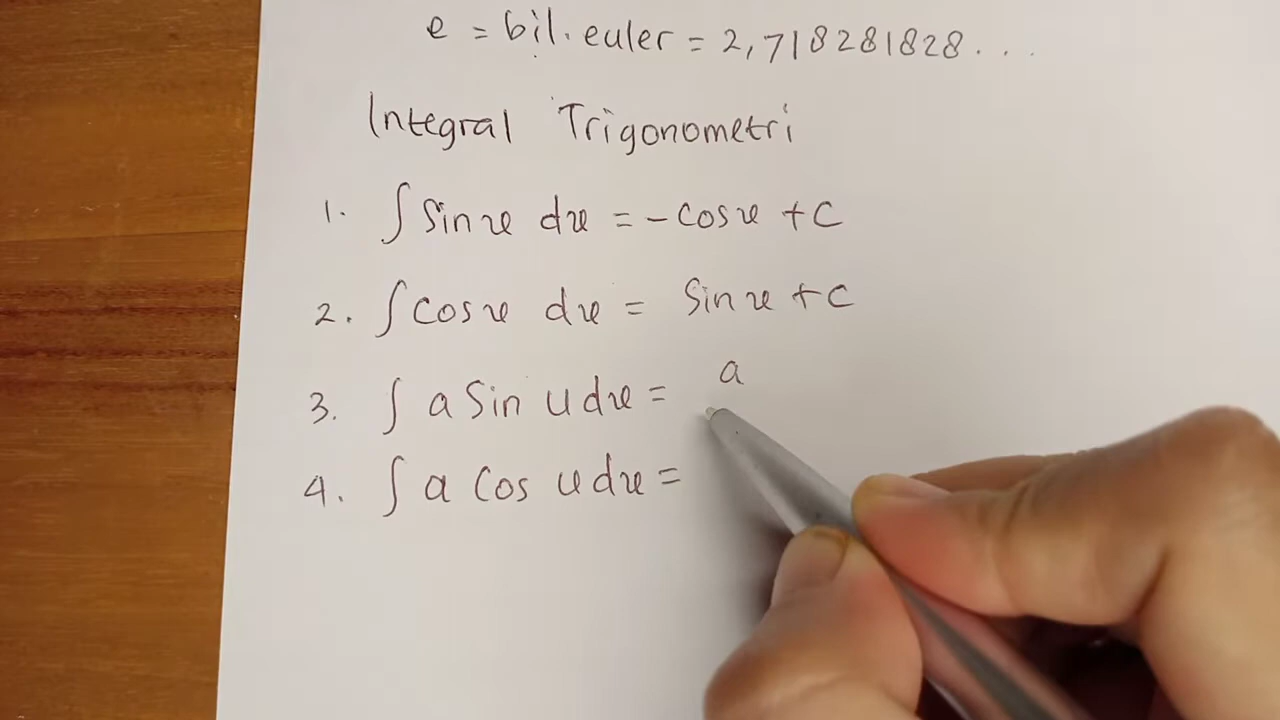 e = bil. euler = 2,718281828...
Integral Trigonometri
1. ∫ sin x dx = - cos x + C
2. ∫ cos x dx = sin x + C
3. ∫ a sin u dx = a
4. ∫ a cos u dx =